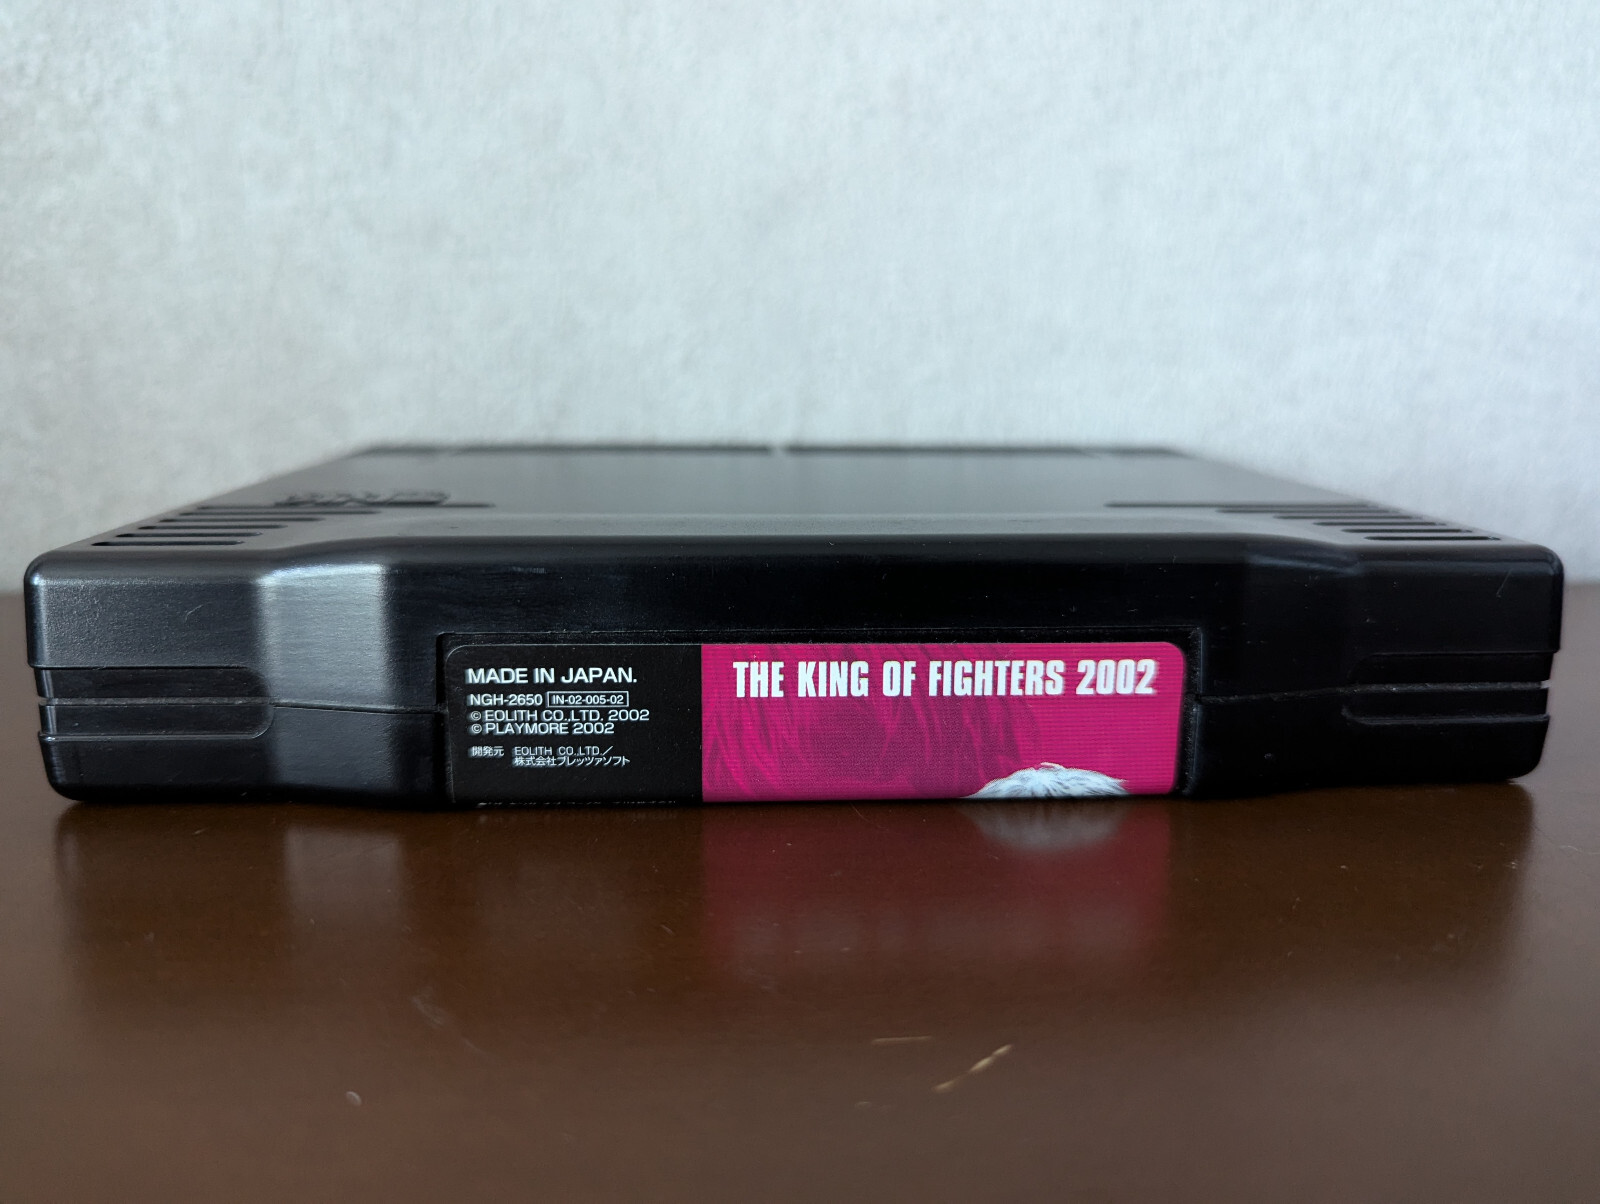 MADE IN JAPAN.
NGH-2650 IN-02-005-02
© EOLITH CO.,LTD. 2002
© PLAYMORE 2002
開発元 EOLITH CO.,LTD./
株式会社ブレッツァソフト
THE KING OF FIGHTERS 2002